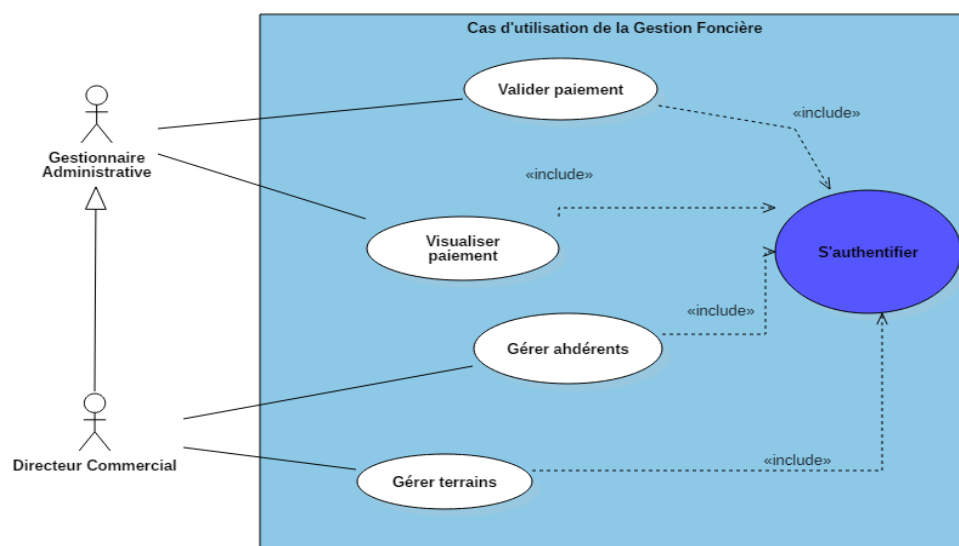 Cas d'utilisation de la Gestion Foncière
Valider paiement
«include»
Gestionnaire
Administrative
«include»
Visualiser
paiement
S'authentifier
«include»
Gérer ahdérents
Directeur Commercial
«include»
Gérer terrains